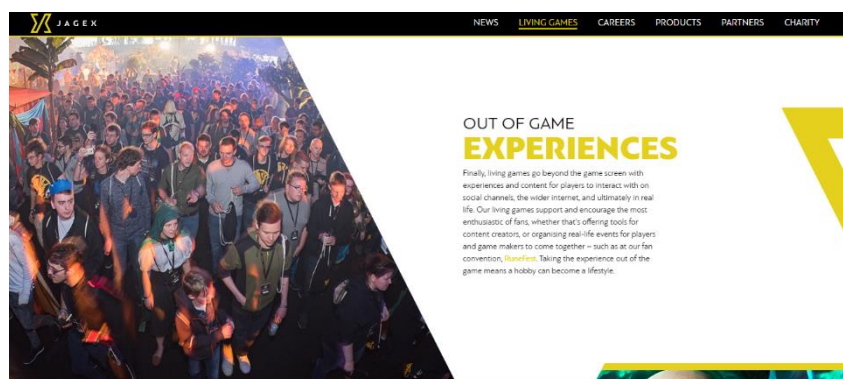 JAGEX
NEWS
LIVING GAMES
CAREERS
PRODUCTS
PARTNERS
CHARITY
OUT OF GAME
EXPERIENCES
Finally, living games go beyond the game screen with
experiences and content for players to interact with on
social channels, the wider internet, and ultimately in real
life. Our living games support and encourage the most
enthusiastic of fans, whether that's offering tools for
content creators, or organising real-life events for players
and game makers to come together – such as at our fan
convention, RuneFest. Taking the experience out of the
game means a hobby can become a lifestyle.